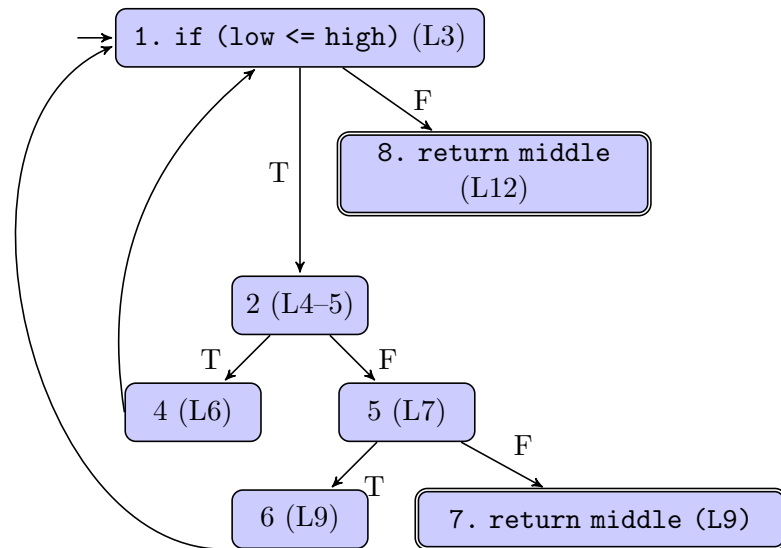 1. if (low <= high) (L3)
F
8. return middle
(L12)
T
2 (L4–5)
T
F
4 (L6)
5 (L7)
F
T
6 (L9)
7. return middle (L9)